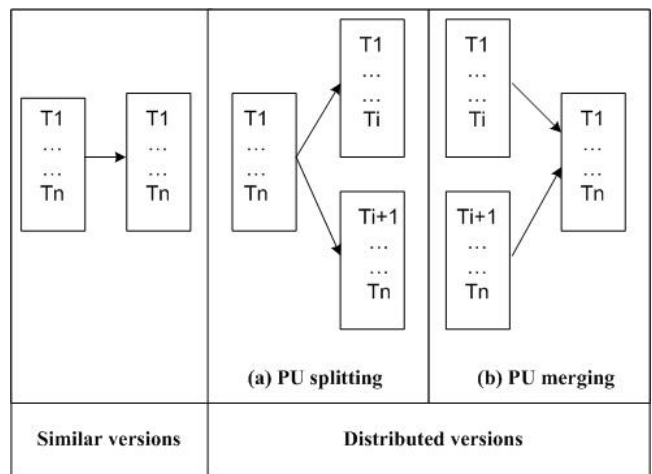 T1
...
...
Tn
T1
...
...
Tn
T1
...
...
Tn
T1
...
...
Ti
Ti+1
...
...
Tn
(a) PU splitting
T1
...
...
Ti
Ti+1
...
...
Tn
T1
...
...
Tn
(b) PU merging
Similar versions
Distributed versions